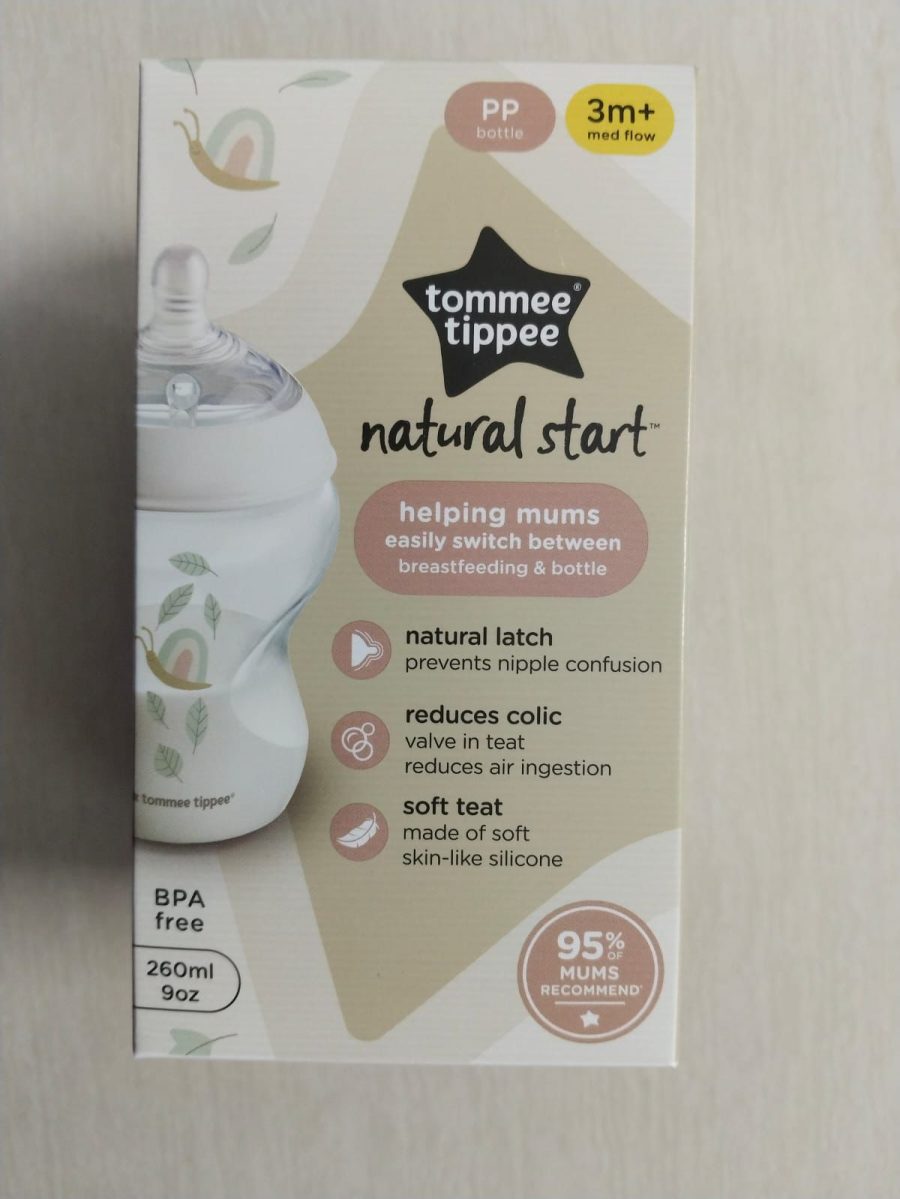 PP
bottle
3m+
med flow
tommee®
tippee
natural start™
helping mums
easily switch between
breastfeeding & bottle
natural latch
prevents nipple confusion
reduces colic
valve in teat
reduces air ingestion
soft teat
made of soft
skin-like silicone
tommee tippee®
BPA
free
260ml
9oz
95% OF
MUMS
RECOMMEND*